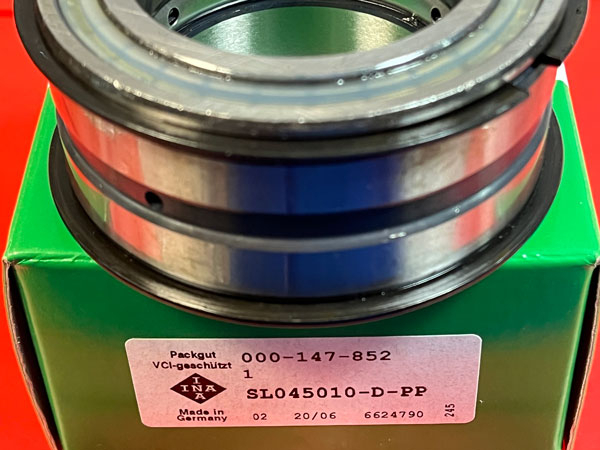 Packgut 000-147-852
VCI-geschützt 1
I
INA
A
SL045010-D-PP
Made in Germany 02 20/06 6624790 245